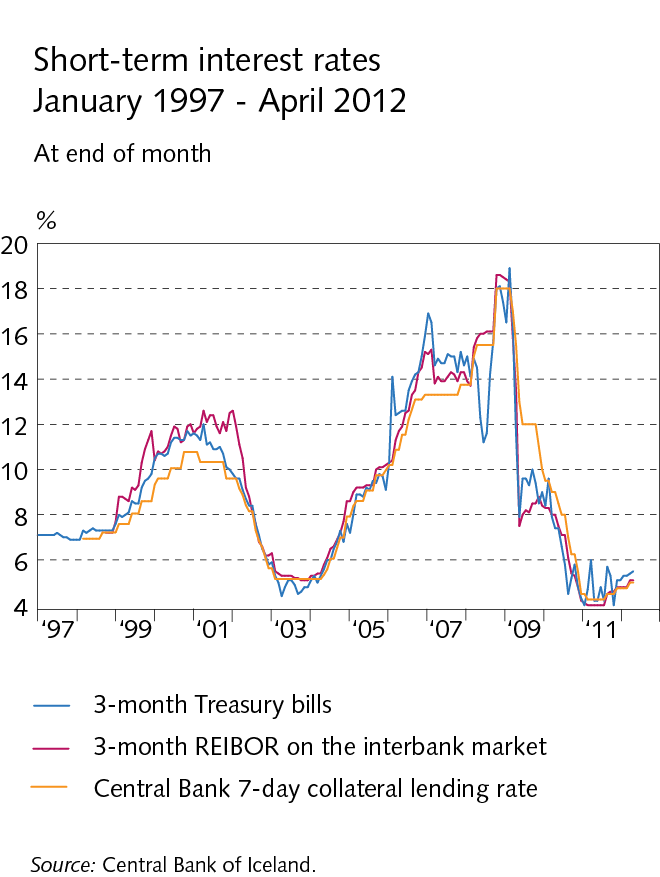 Short-term interest rates
January 1997 - April 2012
At end of month
%
20
18
16
14
12
10
8
6
4
‘97 ‘99 ‘01 ‘03 ‘05 ‘07 ‘09 ‘11
3-month Treasury bills
3-month REIBOR on the interbank market
Central Bank 7-day collateral lending rate
Source: Central Bank of Iceland.